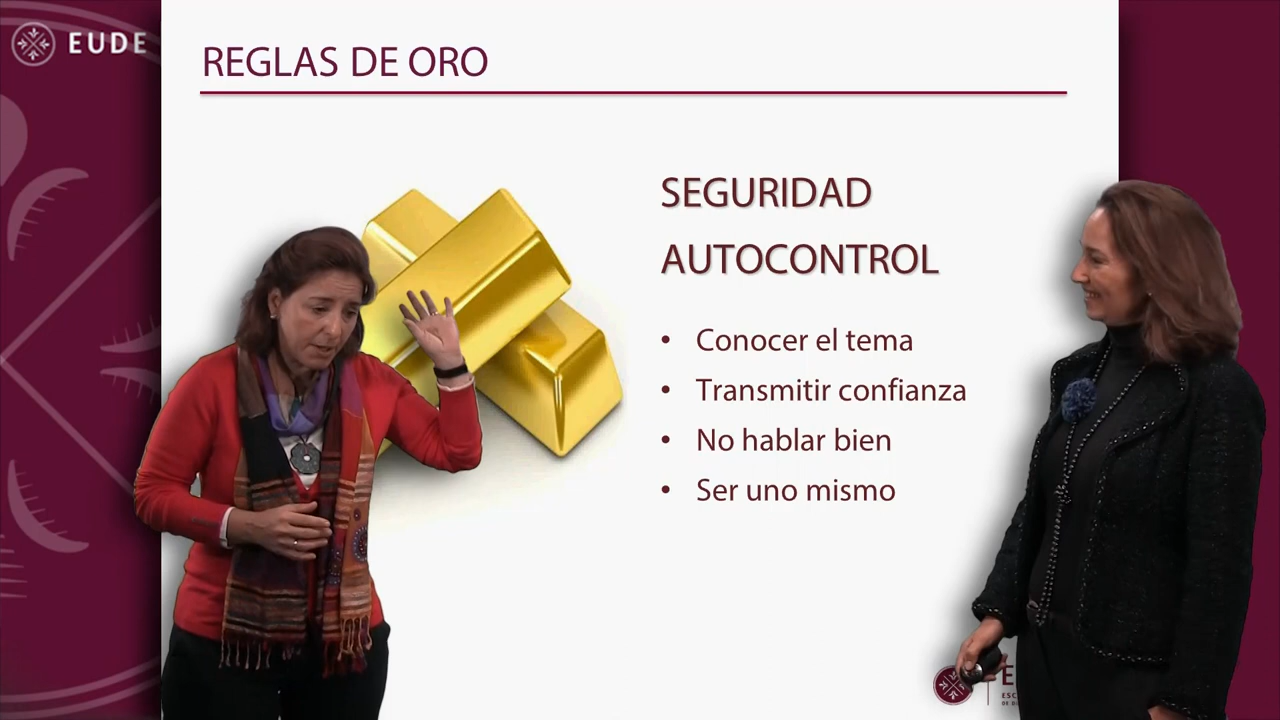 EUDE
REGLAS DE ORO
SEGURIDAD
AUTOCONTROL
• Conocer el tema
• Transmitir confianza
• No hablar bien
• Ser uno mismo